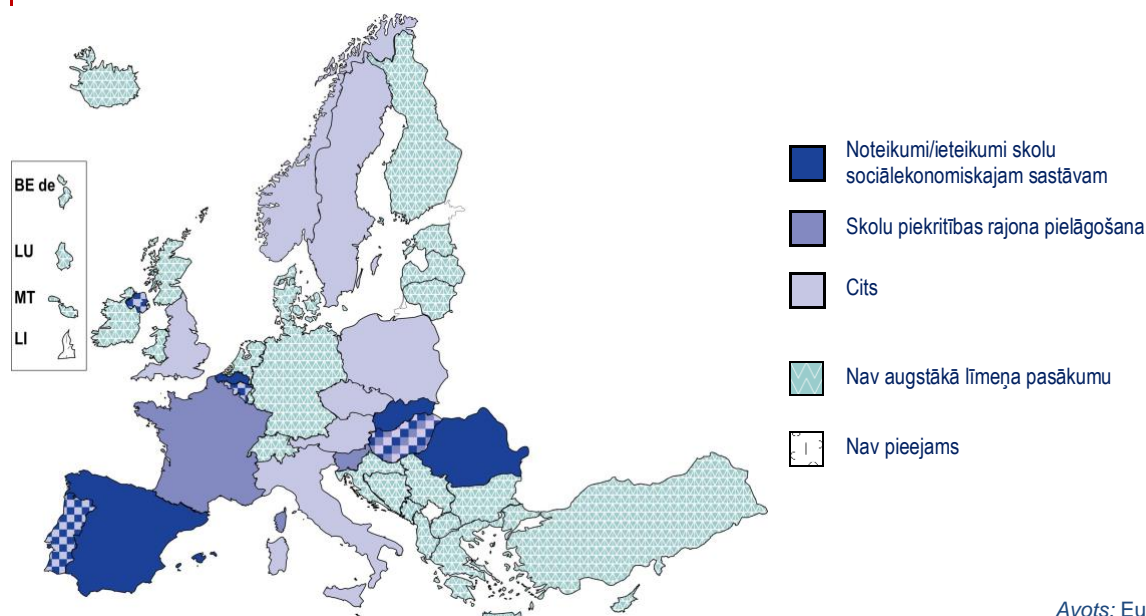 BE de
LU
MT
LI
Noteikumi/ieteikumi skolu
sociālekonomiskajam sastāvam
Skolu piekritības rajona pielāgošana
Cits
Nav augstākā līmeņa pasākumu
Nav pieejams
Avots: Eu